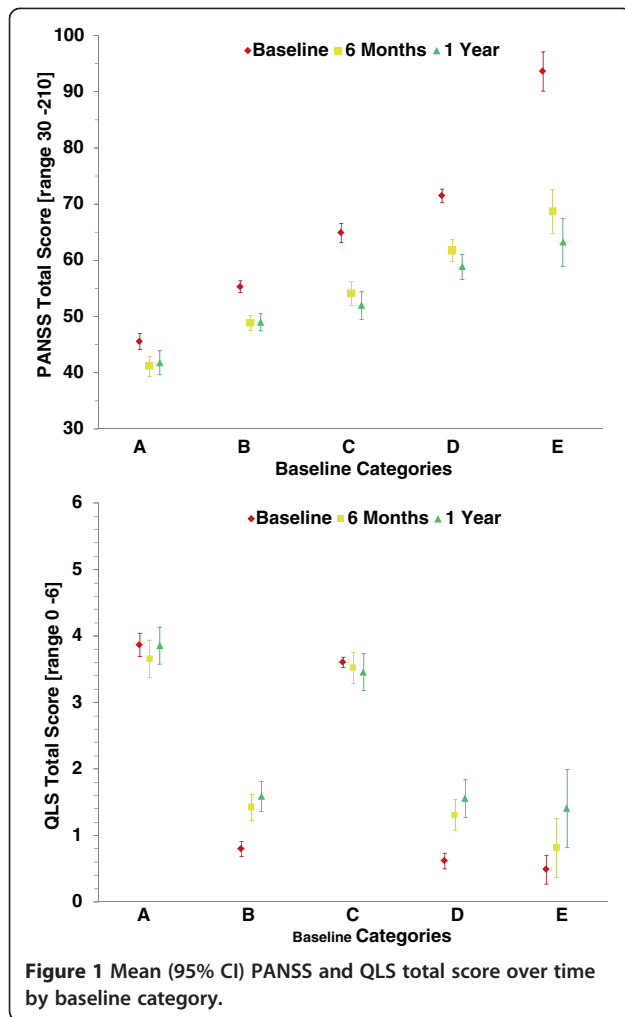 Baseline 6 Months 1 Year
PANSS Total Score [range 30 -210]
100
90
80
70
60
50
40
30
A B C D E
Baseline Categories
Baseline 6 Months 1 Year
QLS Total Score [range 0 -6]
6
5
4
3
2
1
0
A B C D E
Baseline Categories
Figure 1 Mean (95% CI) PANSS and QLS total score over time
by baseline category.